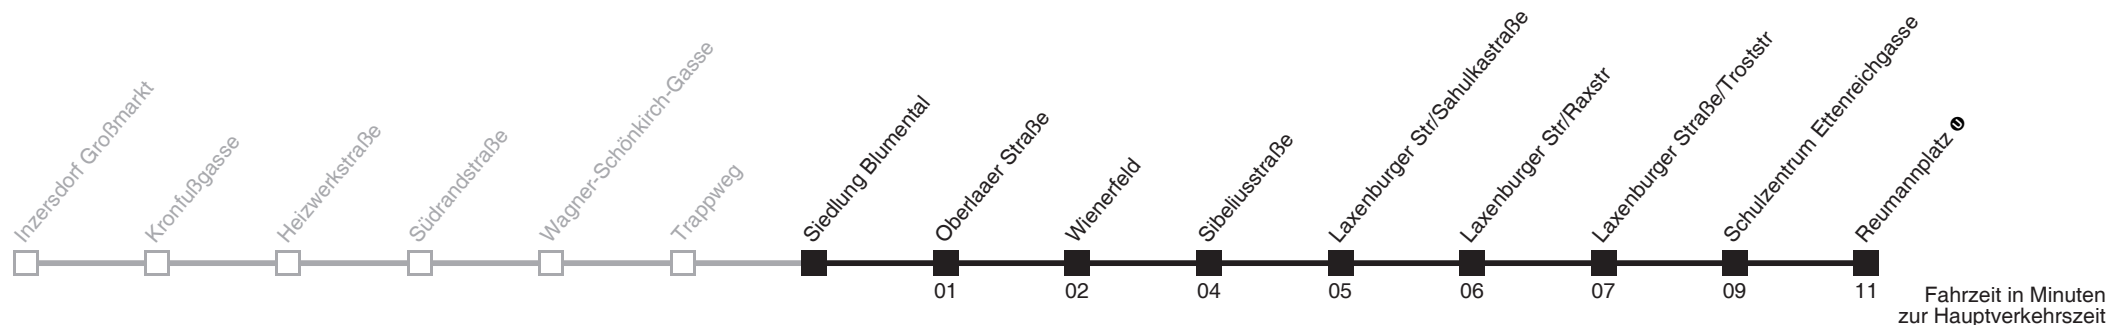 Inzersdorf Großmarkt
Kronfußgasse
Heizwerkstraße
Südrandstraße
Wagner-Schönkirch-Gasse
Trappweg
Siedlung Blumental
Oberlaaer Straße
Wienerfeld
Sibeliusstraße
Laxenburger Str/Sahulkastraße
Laxenburger Str/Raxstr
Laxenburger Straße/Troststr
Schulzentrum Ettenreichgasse
Reumannplatz U
01 02 04 05 06 07 09 11
Fahrzeit in Minuten
zur Hauptverkehrszeit